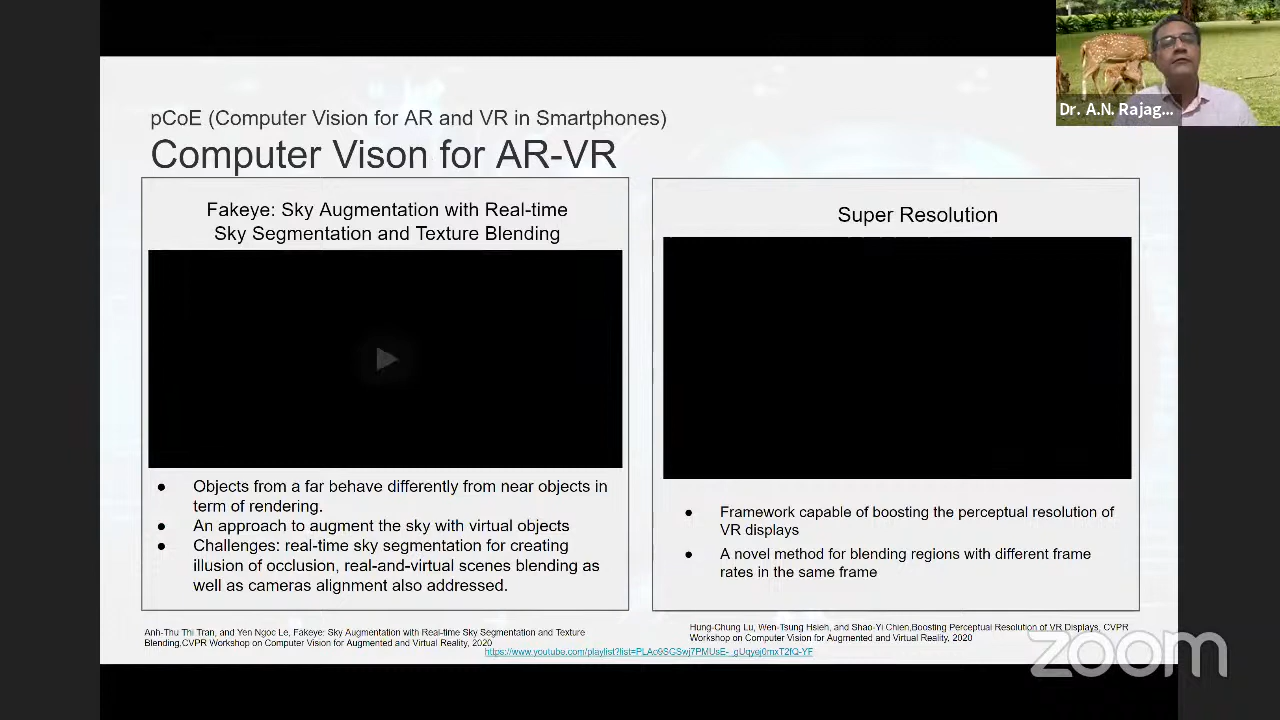 Dr. A.N. Rajag...
pCoE (Computer Vision for AR and VR in Smartphones)
Computer Vison for AR-VR
Fakeye: Sky Augmentation with Real-time
Sky Segmentation and Texture Blending
● Objects from a far behave differently from near objects in
term of rendering.
● An approach to augment the sky with virtual objects
● Challenges: real-time sky segmentation for creating
illusion of occlusion, real-and-virtual scenes blending as
well as cameras alignment also addressed.
Super Resolution
● Framework capable of boosting the perceptual resolution of
VR displays
● A novel method for blending regions with different frame
rates in the same frame
Anh-Thu Thi Tran, and Yen Ngoc Le, Fakeye: Sky Augmentation with Real-time Sky Segmentation and Texture
Blending,CVPR Workshop on Computer Vision for Augmented and Virtual Reality, 2020
Hung-Chung Lu, Wen-Tsung Hsieh, and Shao-Yi Chien,Boosting Perceptual Resolution of VR Displays, CVPR
Workshop on Computer Vision for Augmented and Virtual Reality, 2020
zoom